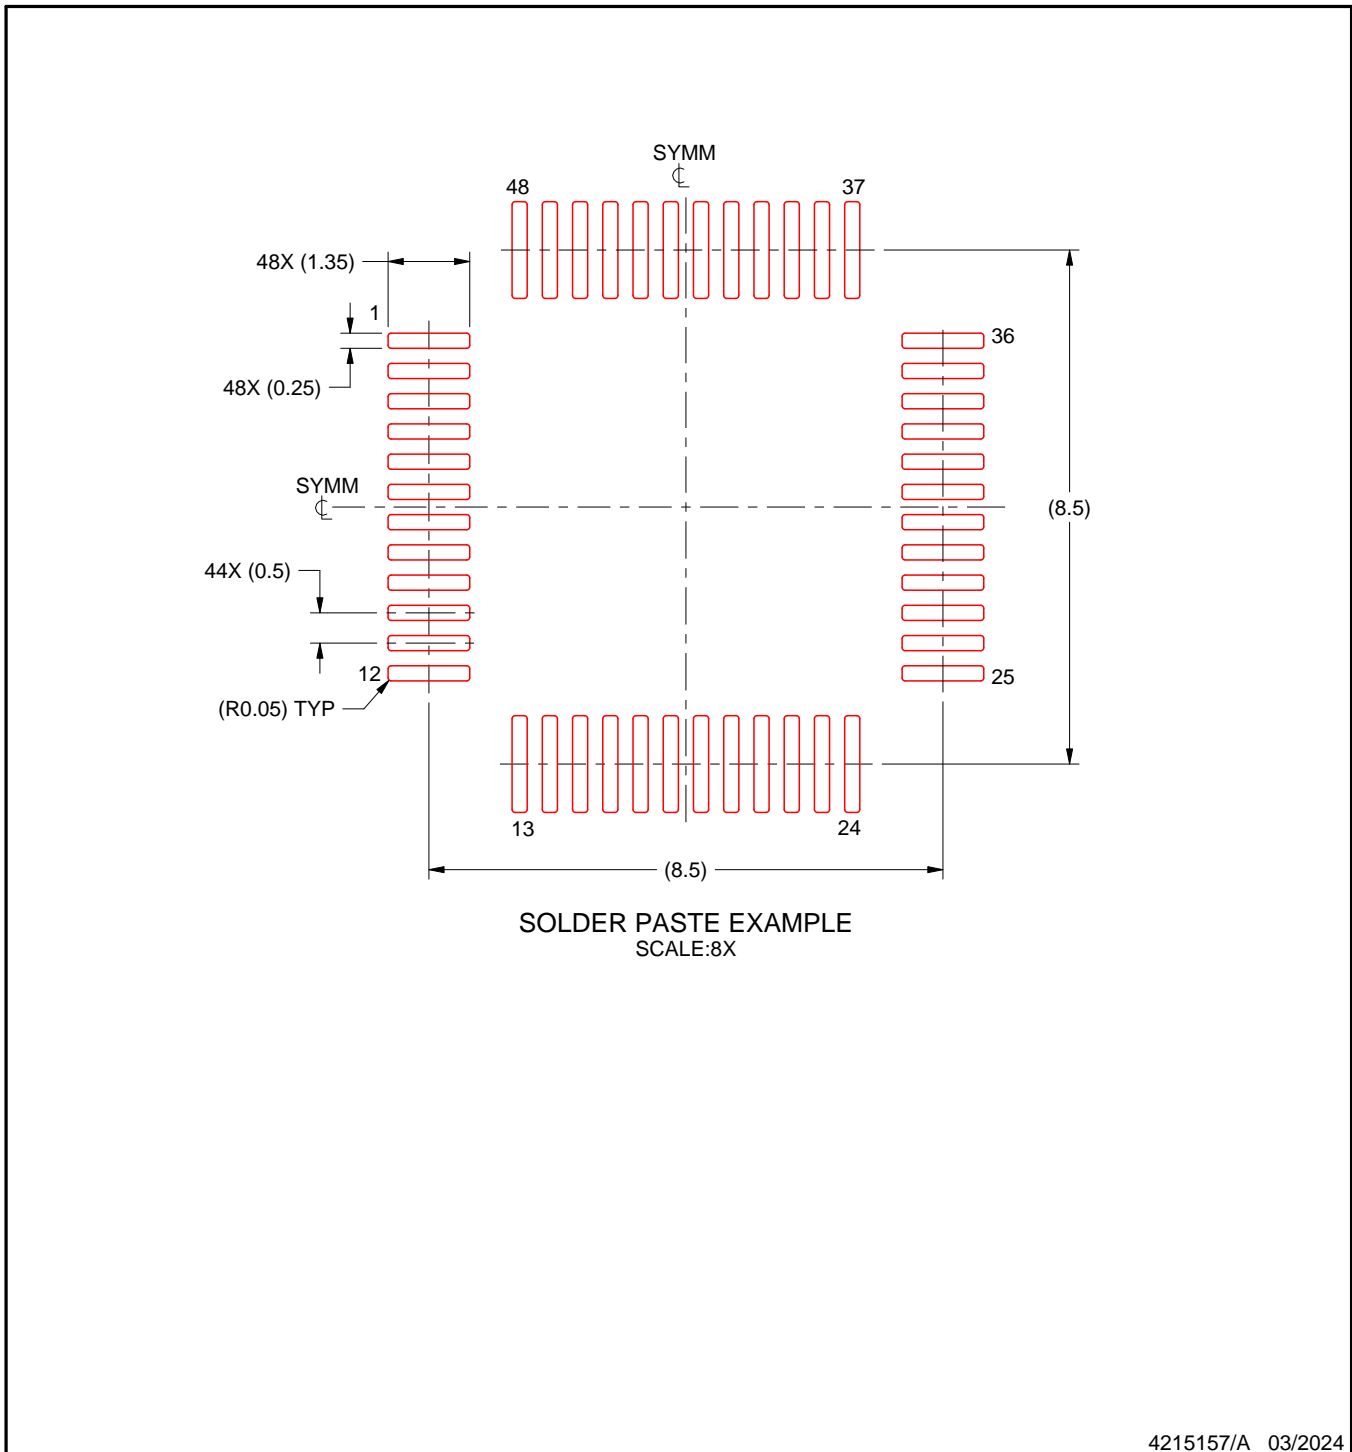 SYMM
℄
48
37
48X (1.35)
1
36
48X (0.25)
SYMM
℄
(8.5)
44X (0.5)
12
25
(R0.05) TYP
13
24
(8.5)
SOLDER PASTE EXAMPLE
SCALE:8X
4215157/A 03/2024